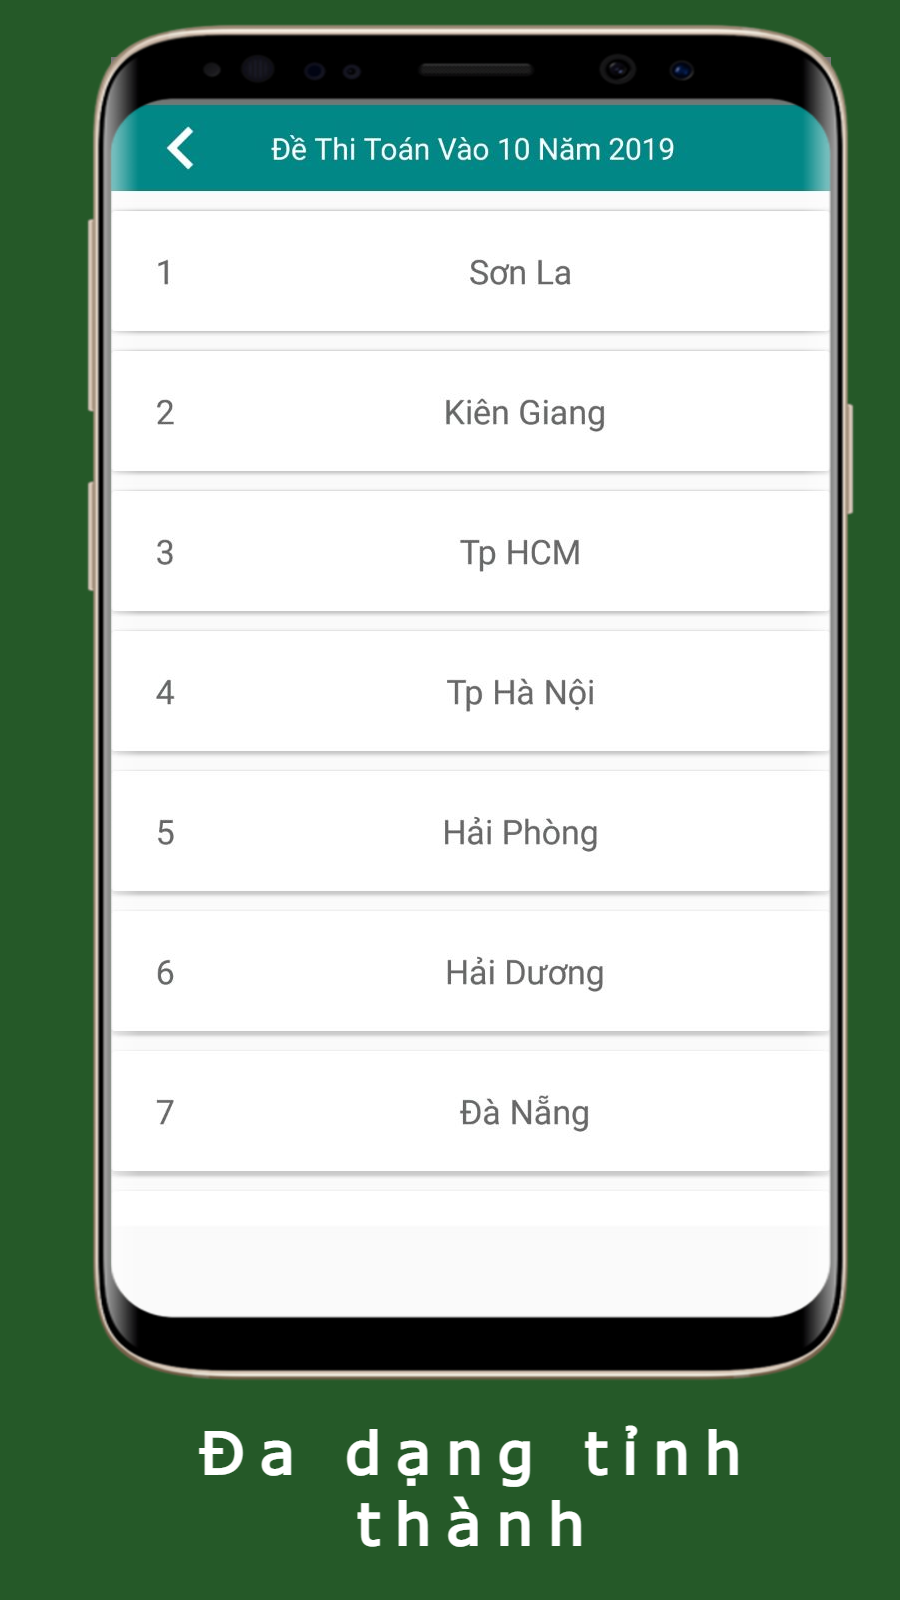 Đề Thi Toán Vào 10 Năm 2019
1 Sơn La
2 Kiên Giang
3 Tp HCM
4 Tp Hà Nội
5 Hải Phòng
6 Hải Dương
7 Đà Nẵng
Đa dạng tỉnh
thành